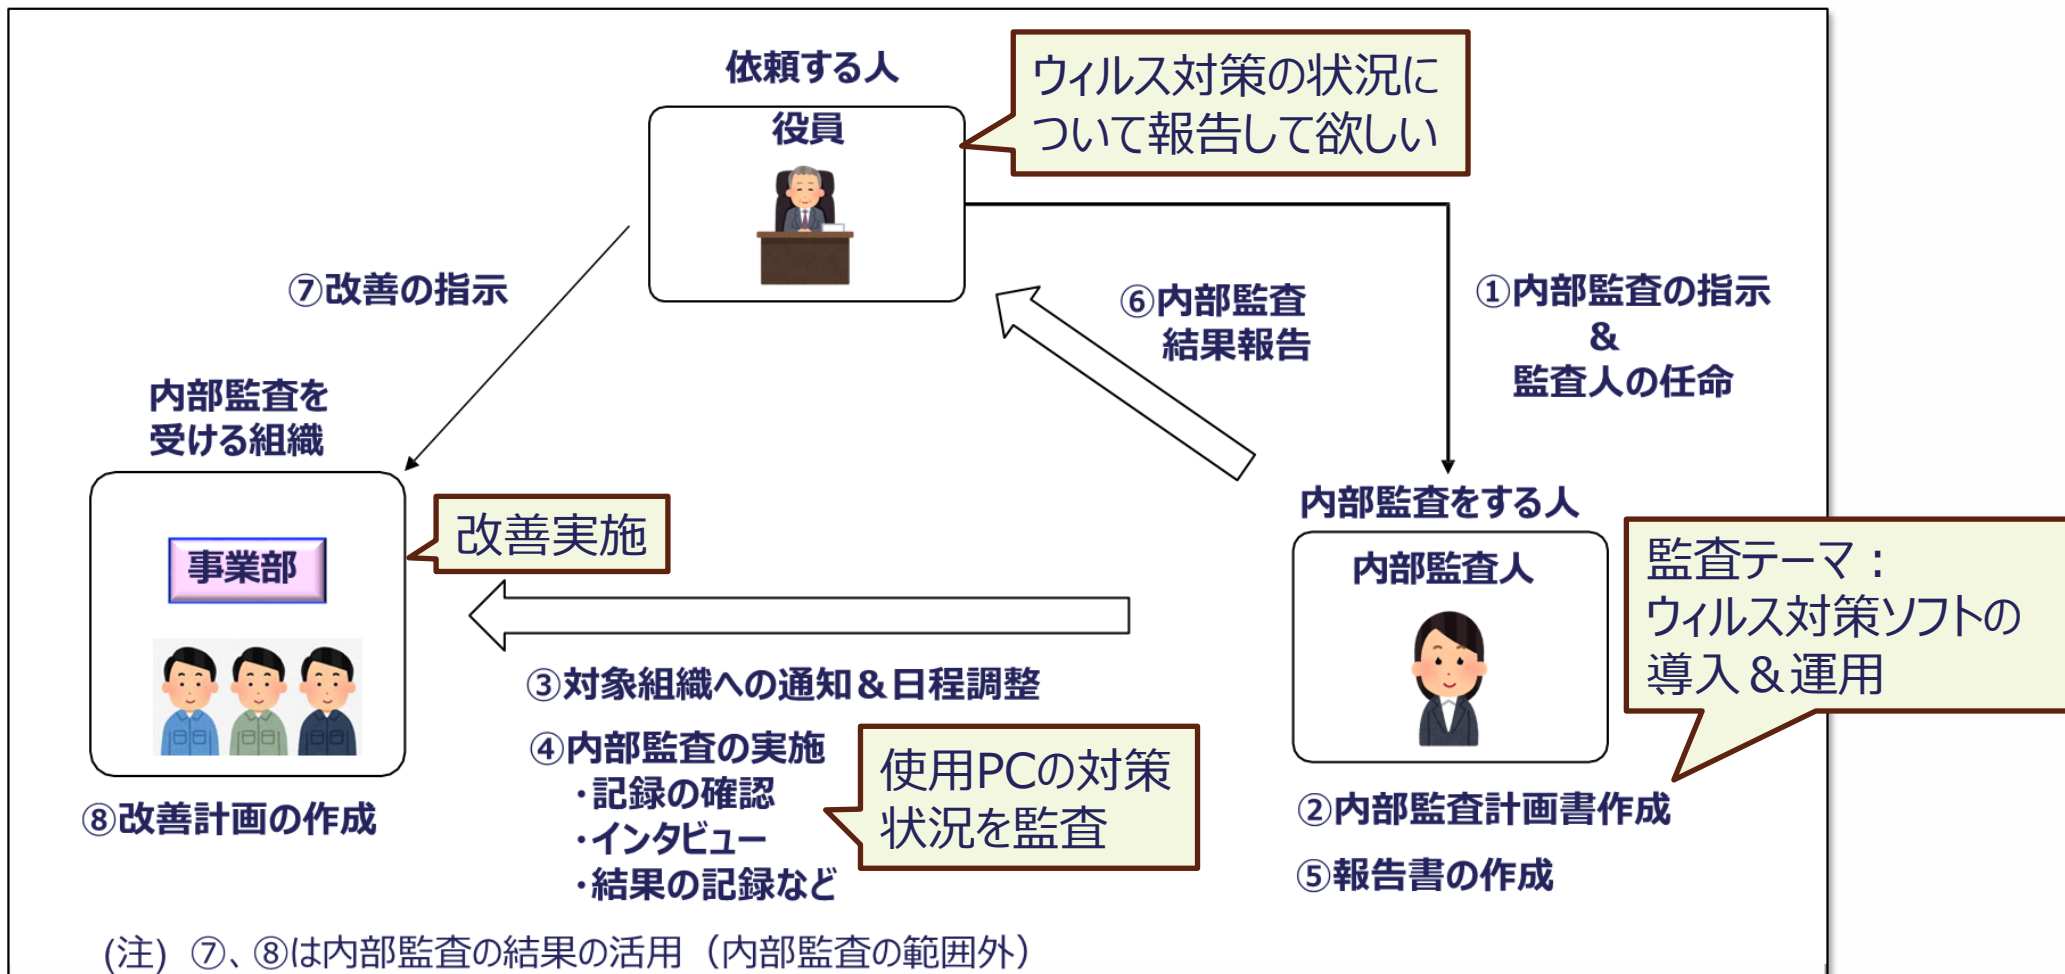 依頼する人
役員
ウィルス対策の状況に
ついて報告して欲しい
⑦改善の指示
⑥内部監査
結果報告
①内部監査の指示
&
監査人の任命
内部監査を
受ける組織
事業部
改善実施
内部監査をする人
内部監査人
監査テーマ：
ウィルス対策ソフトの
導入＆運用
③対象組織への通知＆日程調整
④内部監査の実施
・記録の確認
・インタビュー
・結果の記録など
使用PCの対策
状況を監査
②内部監査計画書作成
⑤報告書の作成
⑧改善計画の作成
(注) ⑦、⑧は内部監査の結果の活用（内部監査の範囲外）